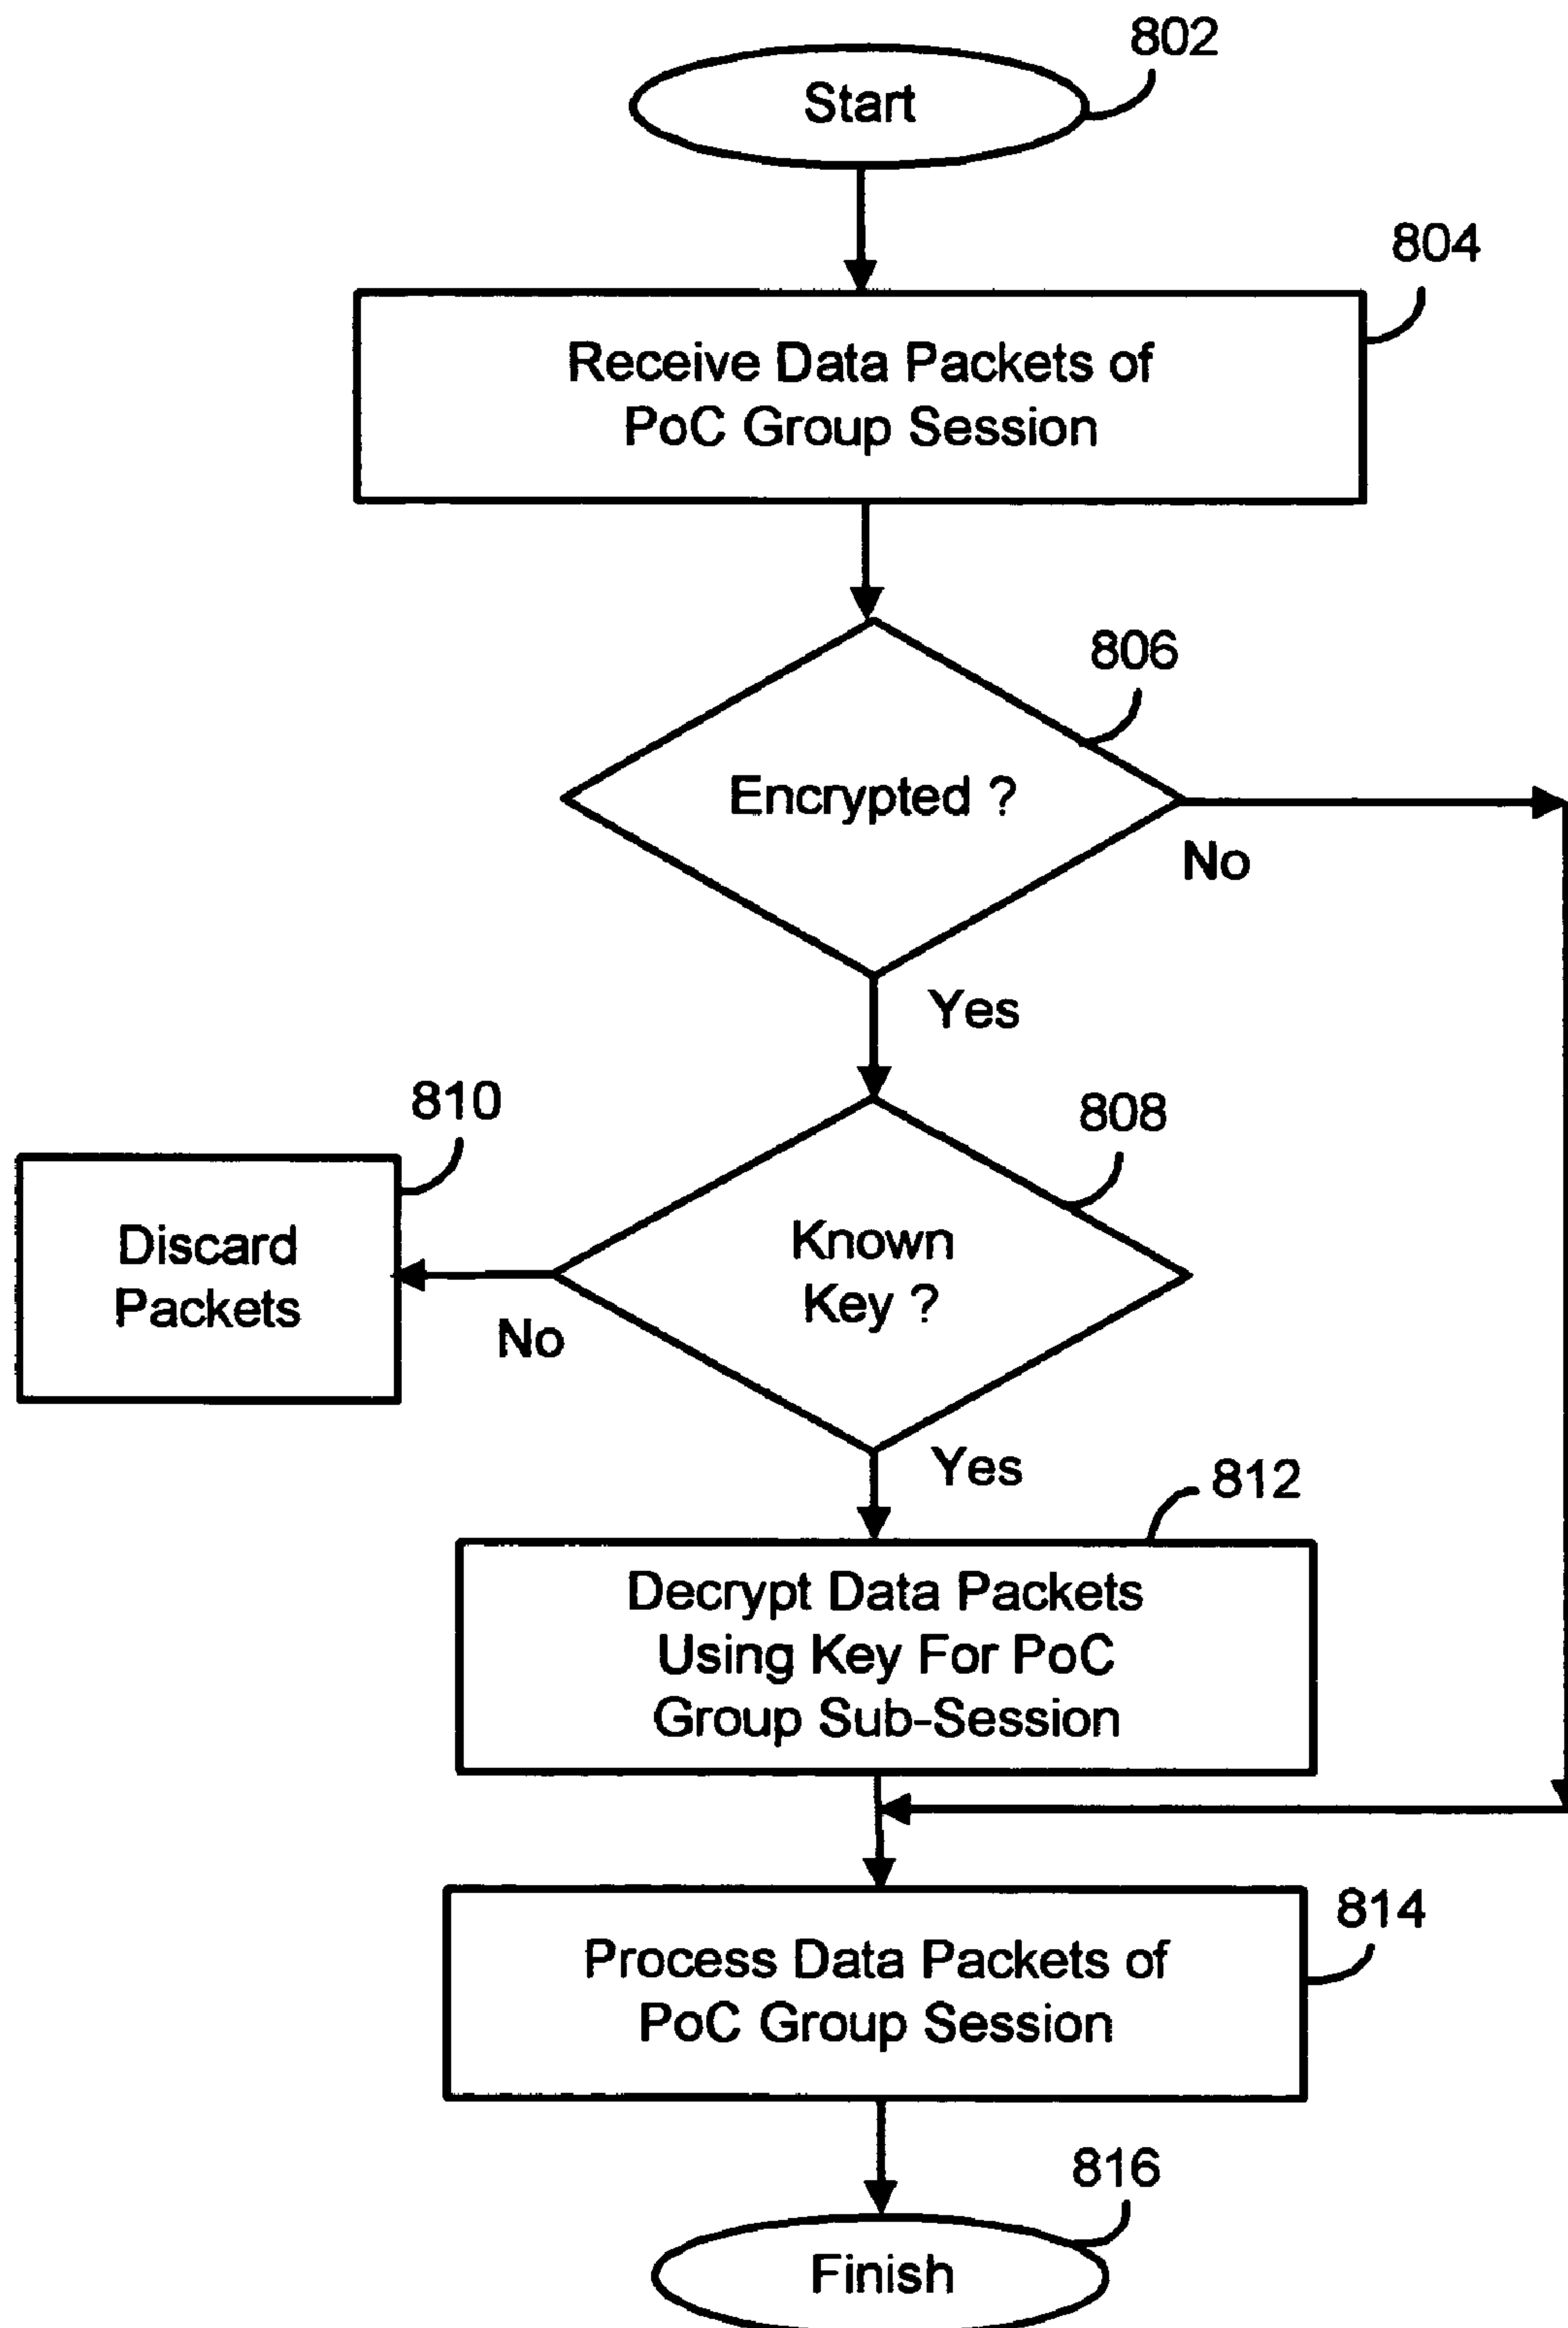 802
Start
804
Receive Data Packets of
PoC Group Session
806
Encrypted ?
No
Yes
810
808
Discard
Packets
Known
Key ?
No
Yes
812
Decrypt Data Packets
Using Key For PoC
Group Sub-Session
814
Process Data Packets of
PoC Group Session
816
Finish